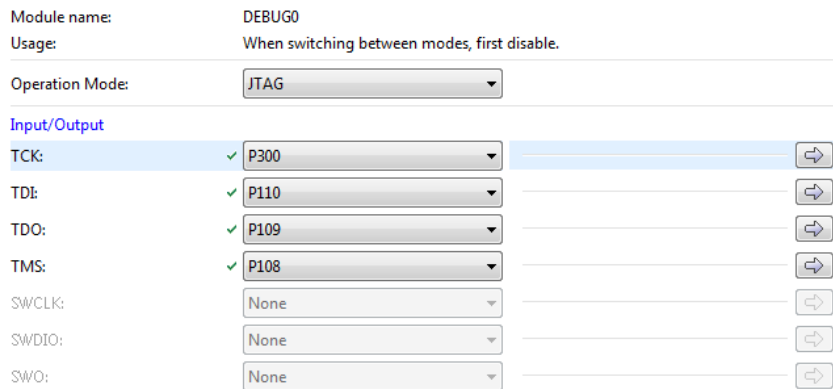 Module name: DEBUG0
Usage: When switching between modes, first disable.
Operation Mode: JTAG
Input/Output
TCK: P300
TDI: P110
TDO: P109
TMS: P108
SWCLK: None
SWDIO: None
SWO: None